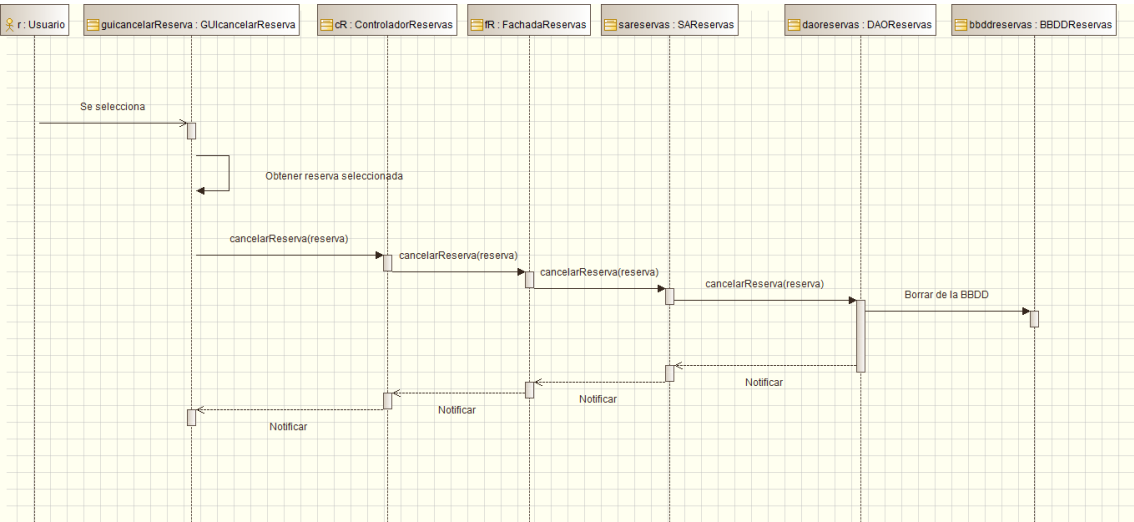 r : Usuario
guicancelarReserva : GUIcancelarReserva
cR : ControladorReservas
fR : FachadaReservas
sareservas : SAReservas
daoreservas : DAOReservas
bbddreservas : BBDDReservas
Se selecciona
Obtener reserva seleccionada
cancelarReserva(reserva)
cancelarReserva(reserva)
cancelarReserva(reserva)
cancelarReserva(reserva)
Borrar de la BBDD
Notificar
Notificar
Notificar
Notificar